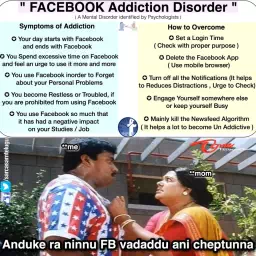 " FACEBOOK Addiction Disorder "
( A Mental Disorder identified by Psychologists )
Symptoms of Addiction
✪ Your day starts with Facebook
and ends with Facebook
✪ You Spend excessive time on Facebook
and feel an urge to use it more and more
✪ You use Facebook inorder to Forget
about your Personal Problems
✪ You become Restless or Troubled, if
you are prohibited from using Facebook
✪ You use Facebook so much that
it has had a negative impact
on your Studies / Job
How to Overcome
✪ Set a Login Time
( Check with proper purpose )
✪ Delete the Facebook App
( Use mobile browser)
✪ Turn off all the Notifications (It helps
to Reduces Distractions , Urge to Check)
✪ Engage Yourself somewhere else
or keep yourself Busy
✪ Mainly kill the Newsfeed Algorithm
( It helps a lot to become Un Addictive )
f
**me
**mom
Anduke ra ninnu FB vadaddu ani cheptunna